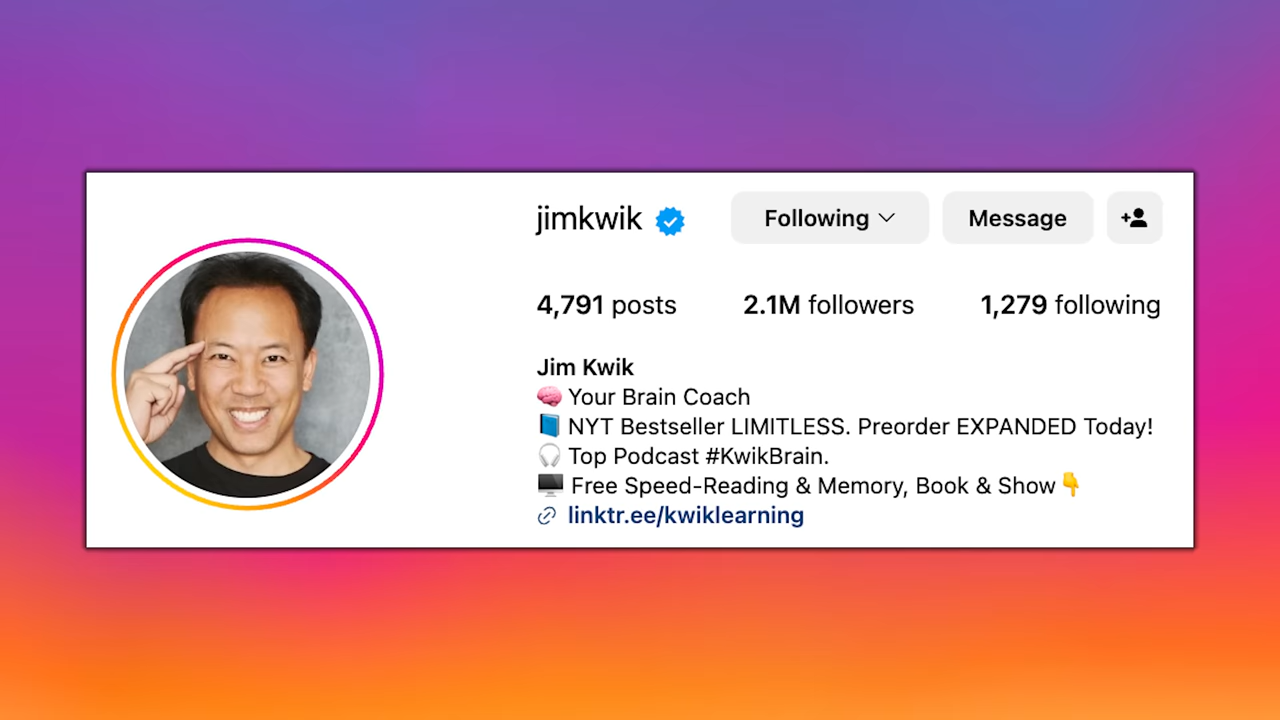 jimkwik
Following
Message
4,791 posts
2.1M followers
1,279 following
Jim Kwik
🧠 Your Brain Coach
📘 NYT Bestseller LIMITLESS. Preorder EXPANDED Today!
🎧 Top Podcast #KwikBrain.
🖥️ Free Speed-Reading & Memory, Book & Show 👇
linktr.ee/kwiklearning